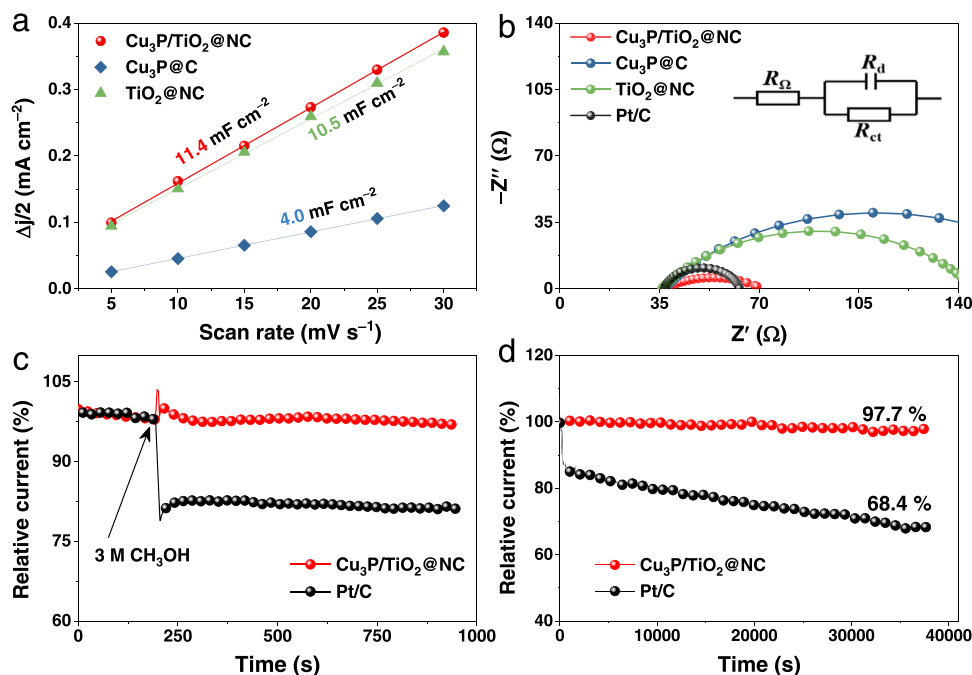 a
0.4
0.3
0.2
0.1
0.0
Δj/2 (mA cm⁻²)
Cu₃P/TiO₂@NC
Cu₃P@C
TiO₂@NC
11.4 mF cm⁻²
10.5 mF cm⁻²
4.0 mF cm⁻²
5 10 15 20 25 30
Scan rate (mV s⁻¹)
b
140
105
70
35
0
−Z″ (Ω)
Cu₃P/TiO₂@NC
Cu₃P@C
TiO₂@NC
Pt/C
R_Ω
R_d
R_ct
0 35 70 105 140
Z′ (Ω)
c
105
90
75
60
Relative current (%)
3 M CH₃OH
Cu₃P/TiO₂@NC
Pt/C
0 250 500 750 1000
Time (s)
d
120
100
80
60
40
Relative current (%)
97.7 %
68.4 %
Cu₃P/TiO₂@NC
Pt/C
0 10000 20000 30000 40000
Time (s)